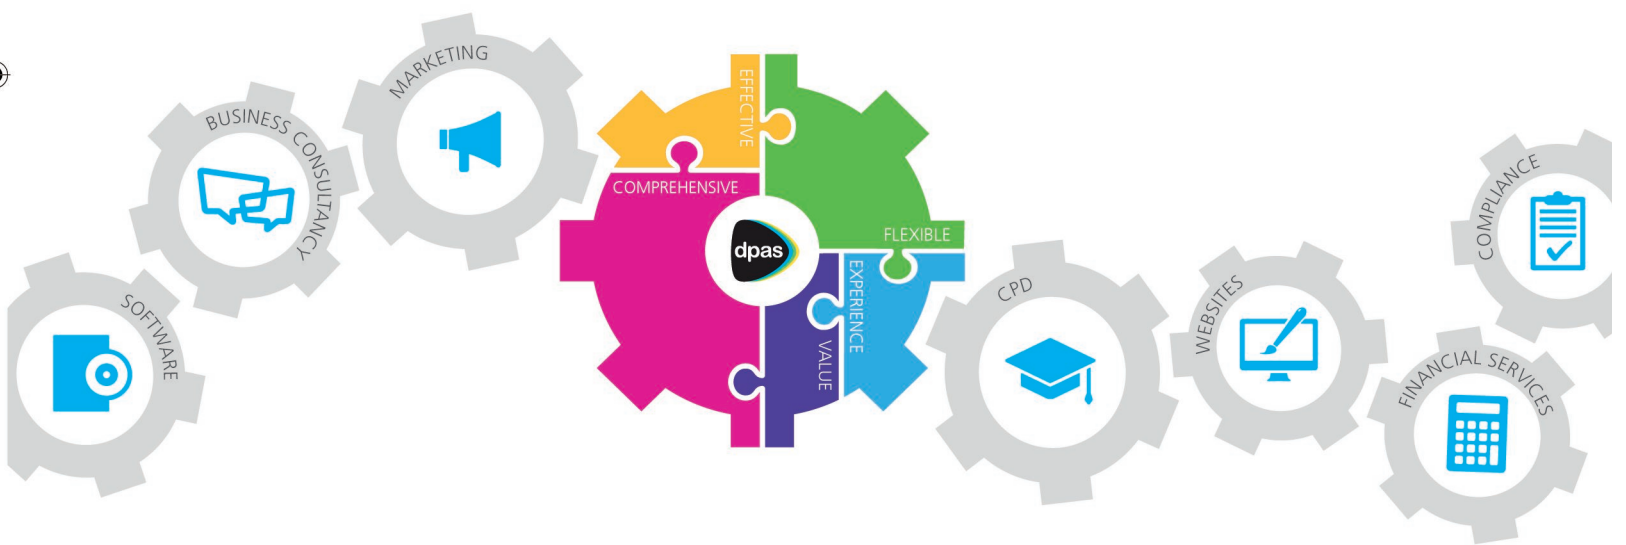 SOFTWARE
BUSINESS CONSULTANCY
MARKETING
EFFECTIVE
COMPREHENSIVE
dpas
FLEXIBLE
EXPERIENCE
VALUE
CPD
WEBSITES
FINANCIAL SERVICES
COMPLIANCE